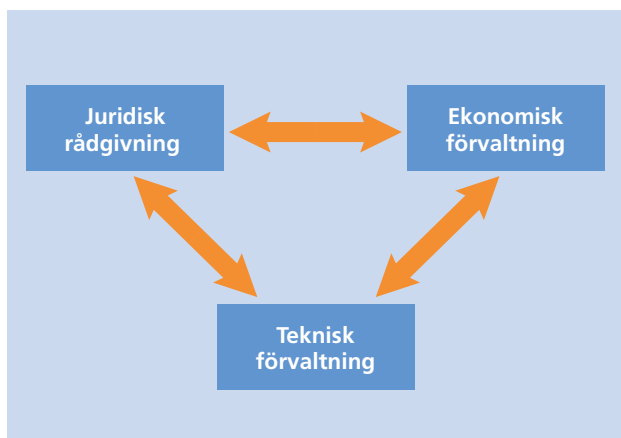 Juridisk
rådgivning
Ekonomisk
förvaltning
Teknisk
förvaltning